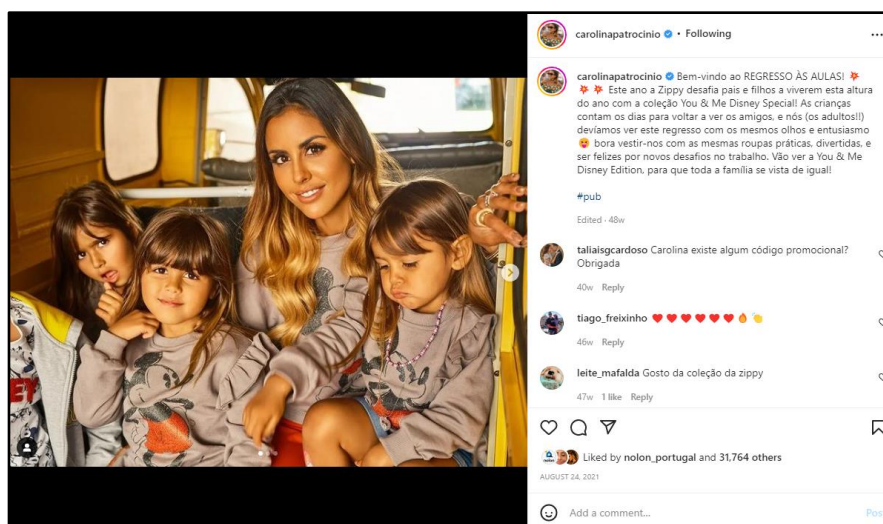 carolinapatrocinio • Following
carolinapatrocinio Bem-vindo ao REGRESSO ÀS AULAS! 💥
💥 💥 Este ano a Zippy desafia pais e filhos a viverem esta altura
do ano com a coleção You & Me Disney Special! As crianças
contam os dias para voltar a ver os amigos, e nós (os adultos!!)
devíamos ver este regresso com os mesmos olhos e entusiasmo
🥰 bora vestir-nos com as mesmas roupas práticas, divertidas, e
ser felizes por novos desafios no trabalho. Vão ver a You & Me
Disney Edition, para que toda a família se vista de igual!
#pub
Edited · 48w
taliaisgcardoso Carolina existe algum código promocional?
Obrigada
40w Reply
tiago_freixinho ❤️❤️❤️❤️❤️❤️🔥👏
46w Reply
leite_mafalda Gosto da coleção da zippy
47w 1 like Reply
Liked by nolon_portugal and 31,764 others
AUGUST 24, 2021
Add a comment...
Pos